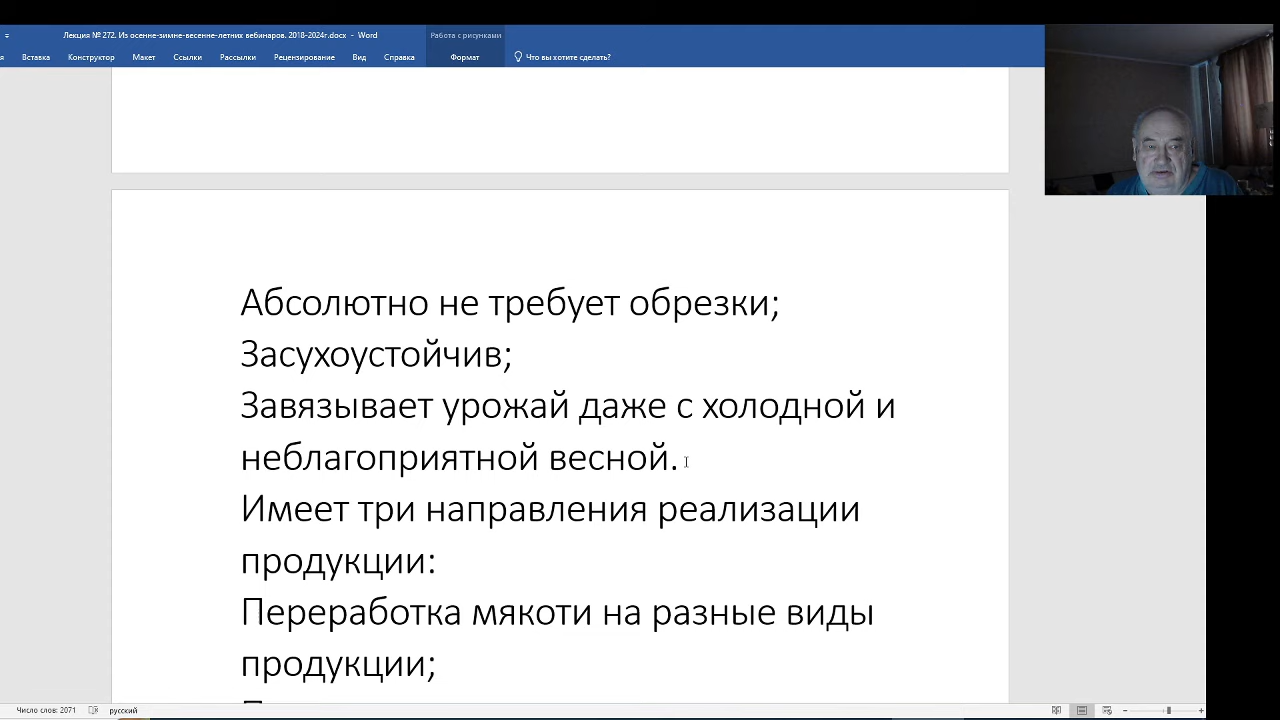 Лекция № 272. Из осенне-зимне-весенне-летних вебинаров. 2018-2024г.docx - Word
Работа с рисунками
я Вставка Конструктор Макет Ссылки Рассылки Рецензирование Вид Справка Формат Что вы хотите сделать?
Абсолютно не требует обрезки;
Засухоустойчив;
Завязывает урожай даже с холодной и
неблагоприятной весной.
Имеет три направления реализации
продукции:
Переработка мякоти на разные виды
продукции;
Число слов: 2071 русский